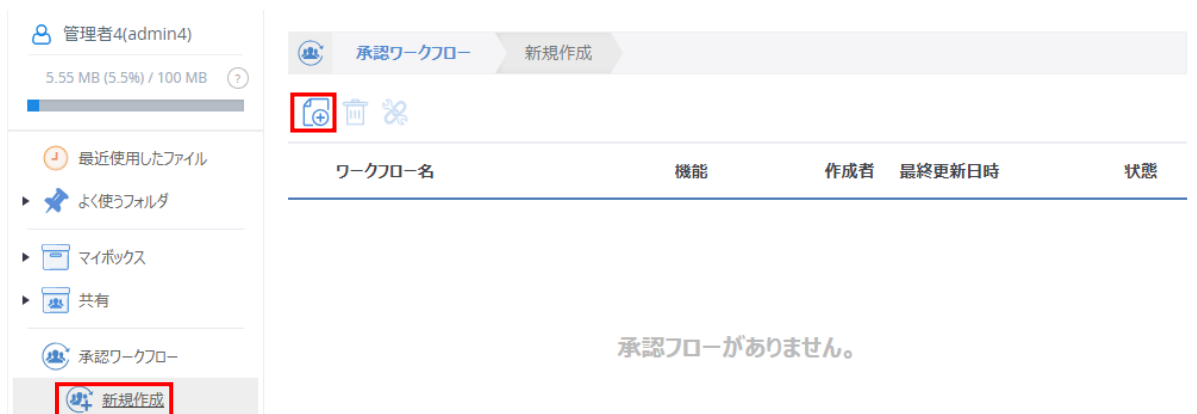 管理者4(admin4)
5.55 MB (5.5%) / 100 MB ?
最近使用したファイル
よく使うフォルダ
マイボックス
共有
承認ワークフロー
新規作成
承認ワークフロー 新規作成
ワークフロー名 機能 作成者 最終更新日時 状態
承認フローがありません。